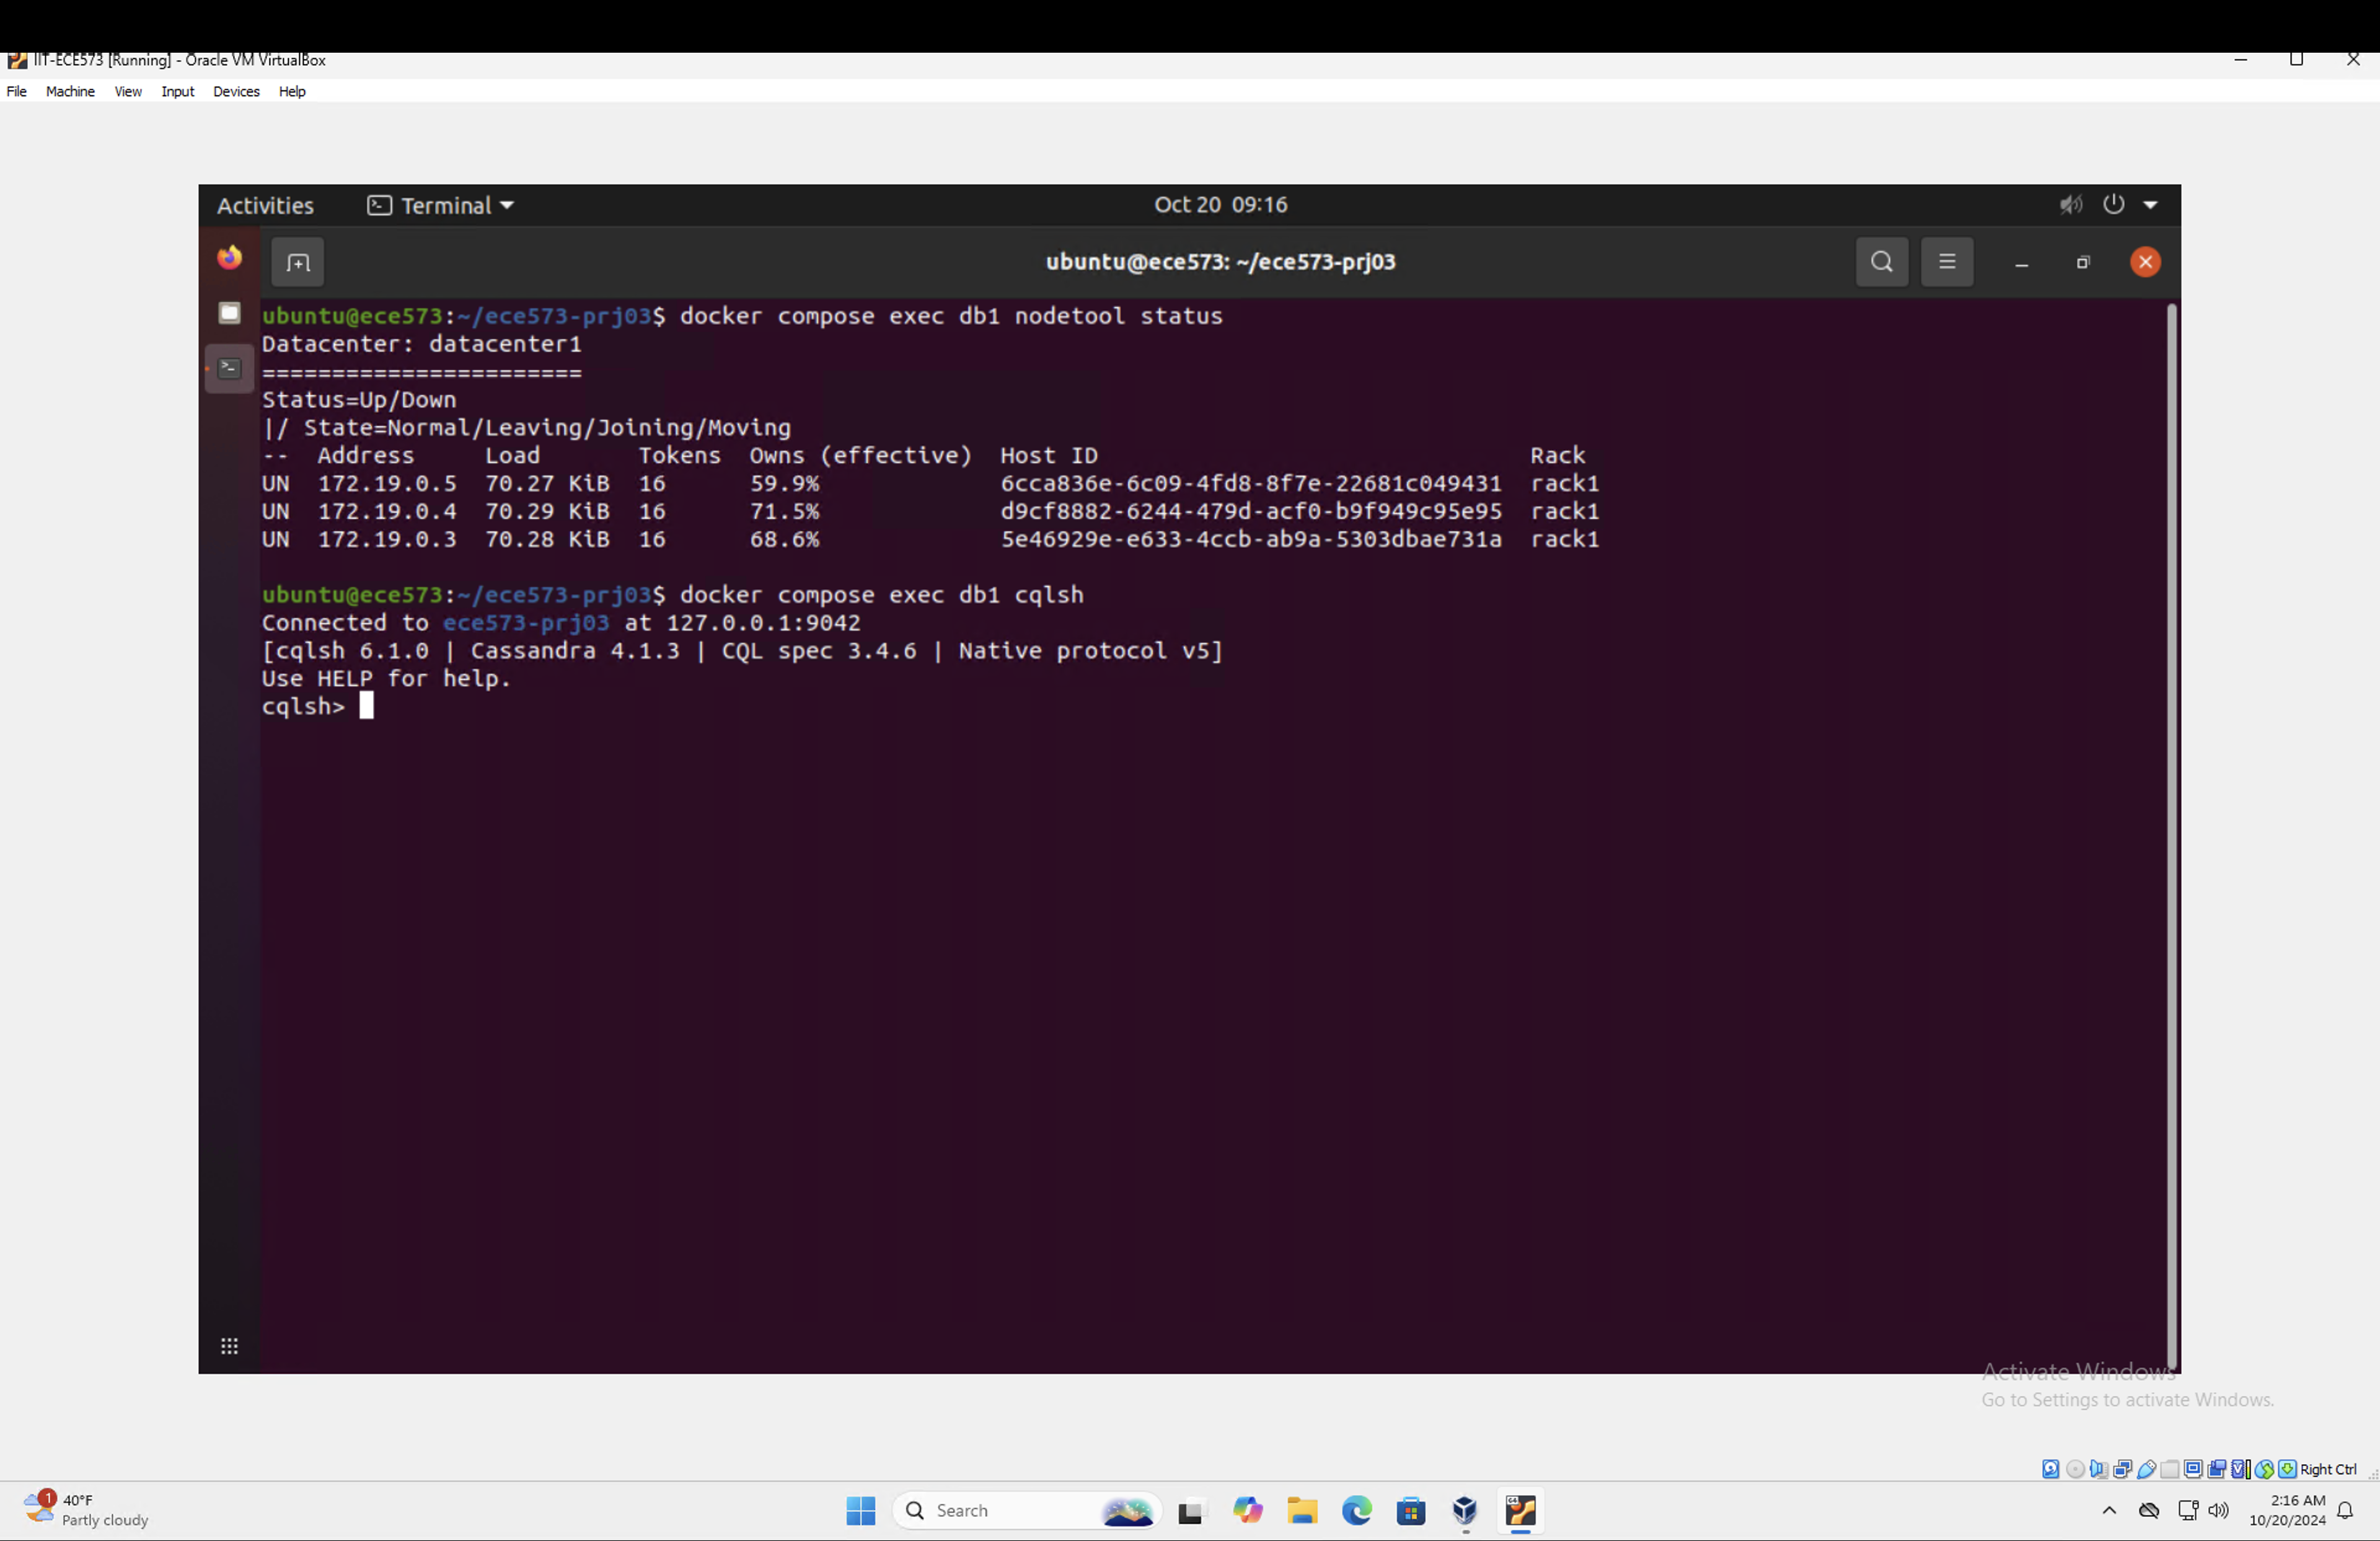 IIT-ECE573 [Running] - Oracle VM VirtualBox
File Machine View Input Devices Help
Activities Terminal Oct 20 09:16
ubuntu@ece573: ~/ece573-prj03
ubuntu@ece573:~/ece573-prj03$ docker compose exec db1 nodetool status
Datacenter: datacenter1
=======================
Status=Up/Down
|/ State=Normal/Leaving/Joining/Moving
-- Address Load Tokens Owns (effective) Host ID Rack
UN 172.19.0.5 70.27 KiB 16 59.9% 6cca836e-6c09-4fd8-8f7e-22681c049431 rack1
UN 172.19.0.4 70.29 KiB 16 71.5% d9cf8882-6244-479d-acf0-b9f949c95e95 rack1
UN 172.19.0.3 70.28 KiB 16 68.6% 5e46929e-e633-4ccb-ab9a-5303dbae731a rack1
ubuntu@ece573:~/ece573-prj03$ docker compose exec db1 cqlsh
Connected to ece573-prj03 at 127.0.0.1:9042
[cqlsh 6.1.0 | Cassandra 4.1.3 | CQL spec 3.4.6 | Native protocol v5]
Use HELP for help.
cqlsh>
Activate Windows
Go to Settings to activate Windows.
Right Ctrl
1
40°F
Partly cloudy
Search
2:16 AM
10/20/2024